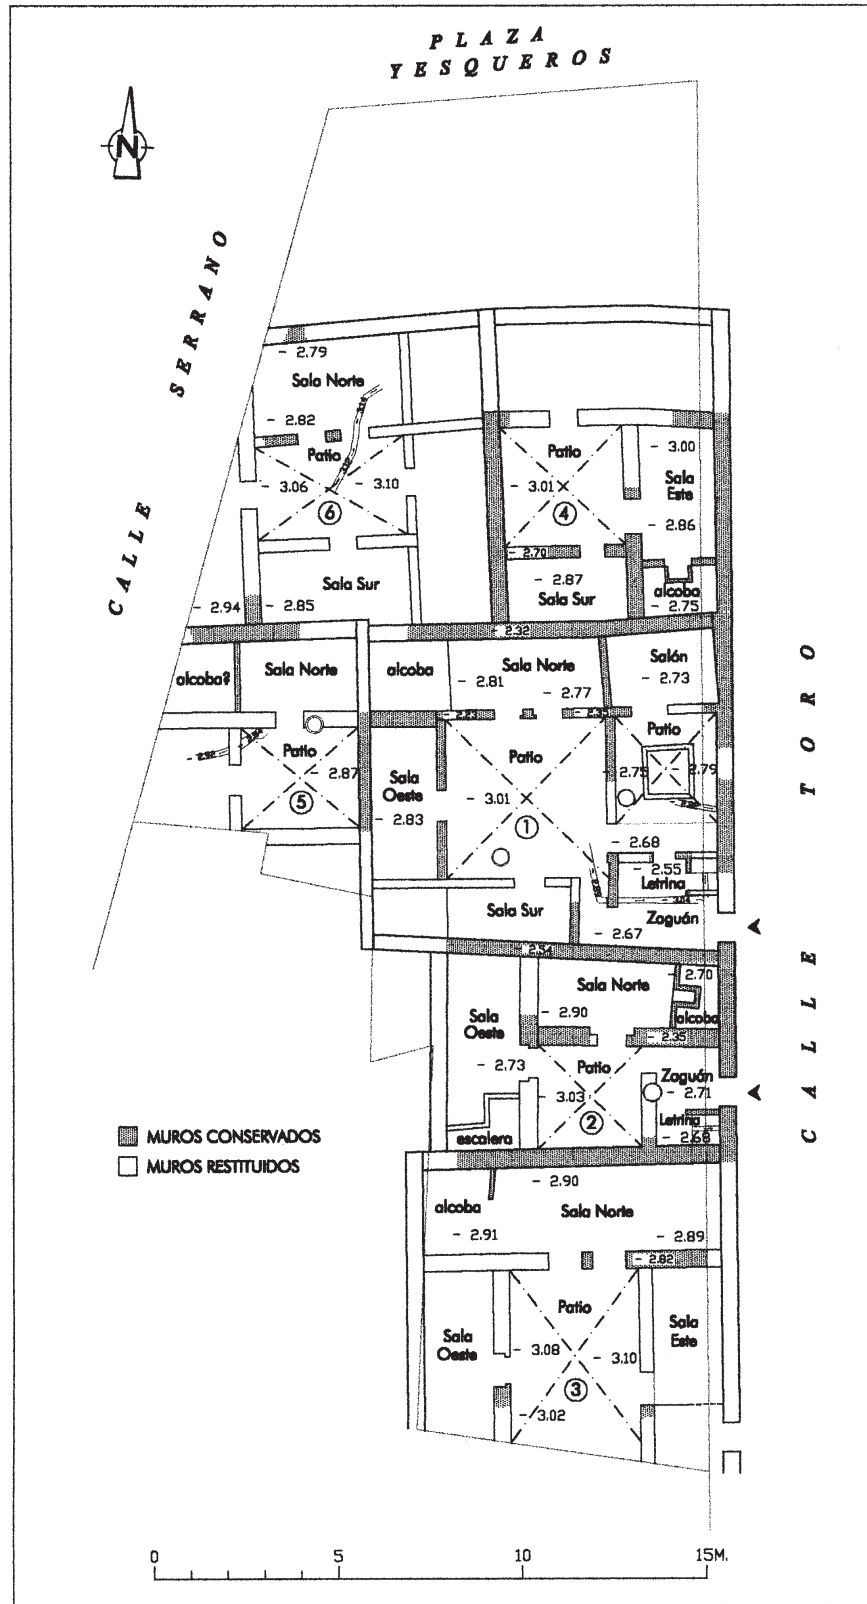 PLAZA
YESQUEROS
N
CALLE SERRANO
- 2.79
Sala Norte
- 2.82
Patio
- 3.06
- 3.10
6
Sala Sur
- 2.94
- 2.85
Patio
- 3.00
- 3.01
Sala
Este
4
- 2.86
- 2.70
- 2.87
Sala Sur
alcoba
- 2.75
- 2.32
alcoba?
Sala Norte
alcoba
Sala Norte
- 2.81
- 2.77
Salón
- 2.73
Patio
- 2.87
5
Sala
Oeste
- 2.83
Patio
- 3.01
1
Patio
- 2.75
- 2.79
- 2.68
- 2.55
Letrina
Zaguán
- 2.67
Sala Sur
- 2.54
CALLE TORO
Sala Norte
- 2.70
- 2.90
alcoba
Sala
Oeste
- 2.73
- 2.35
Patio
Zaguán
- 3.03
- 2.71
2
Letrina
- 2.68
escalera
MUROS CONSERVADOS
MUROS RESTITUIDOS
- 2.90
alcoba
Sala Norte
- 2.91
- 2.89
- 2.82
Patio
Sala
Oeste
Sala
Este
- 3.08
- 3.10
3
- 3.02
0 5 10 15M.